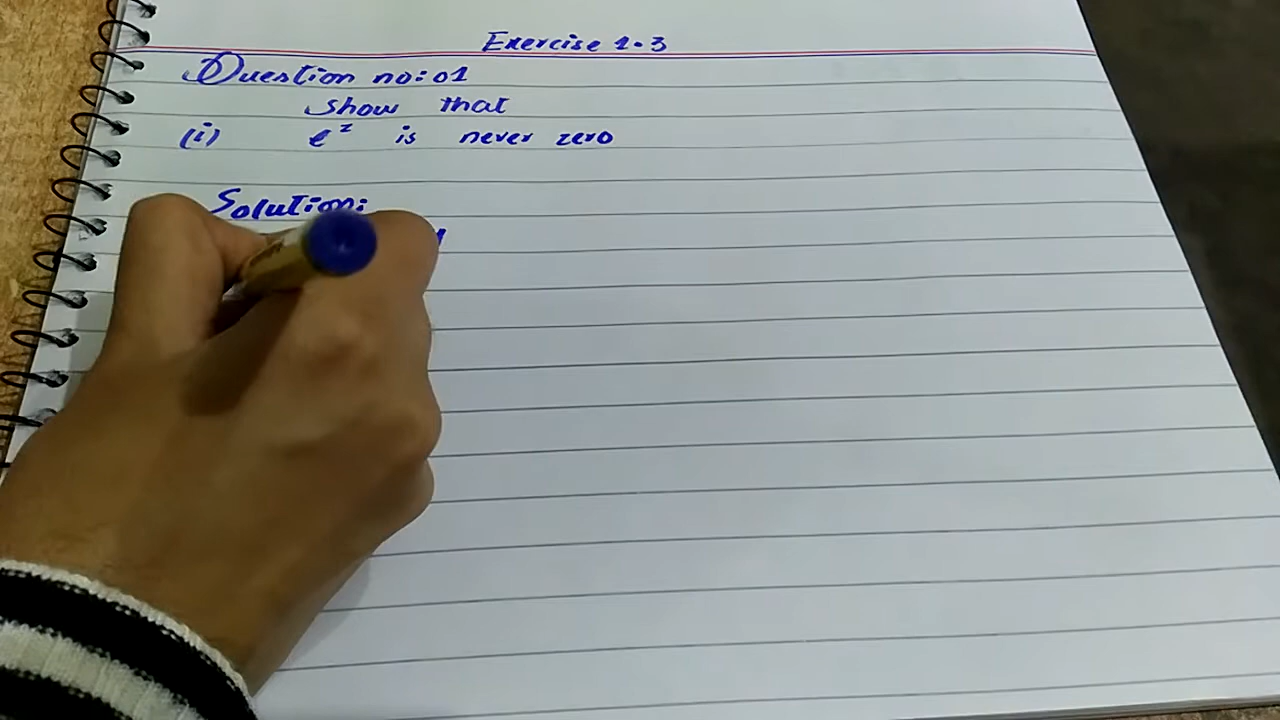 Exercise 1.3
Question no:01
show that
(i) e^z is never zero
Solution: